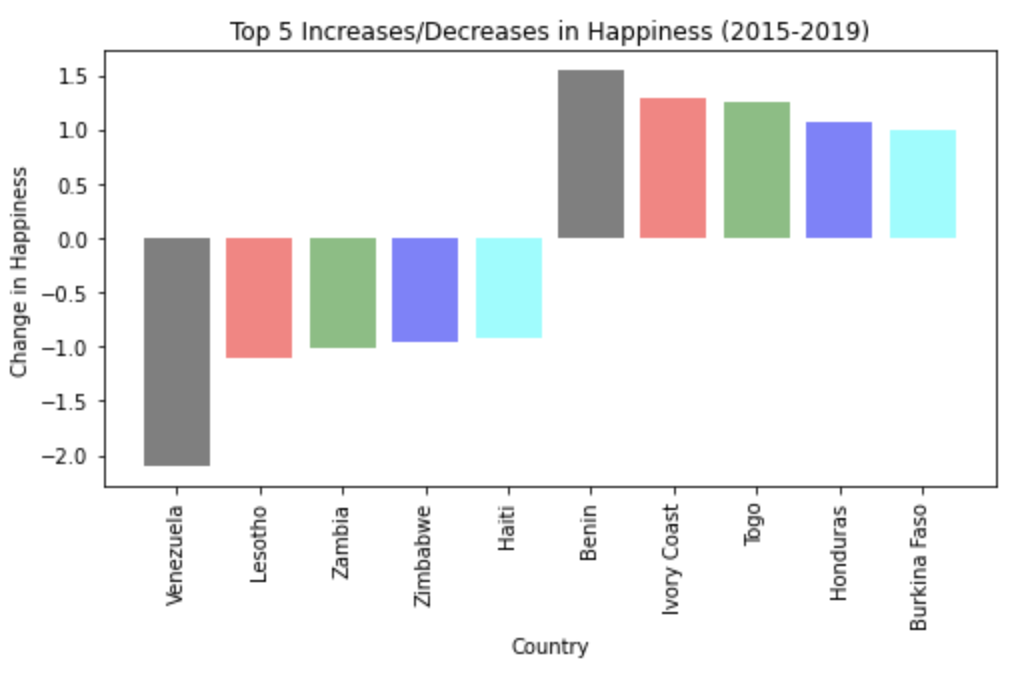 Top 5 Increases/Decreases in Happiness (2015-2019)
Change in Happiness
1.5
1.0
0.5
0.0
−0.5
−1.0
−1.5
−2.0
Venezuela
Lesotho
Zambia
Zimbabwe
Haiti
Benin
Ivory Coast
Togo
Honduras
Burkina Faso
Country